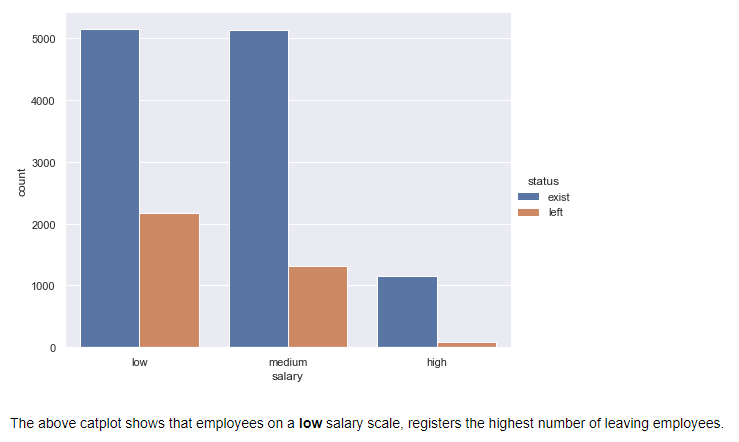 5000
4000
3000
2000
1000
0
count
low medium high
salary
status
exist
left
The above catplot shows that employees on a low salary scale, registers the highest number of leaving employees.